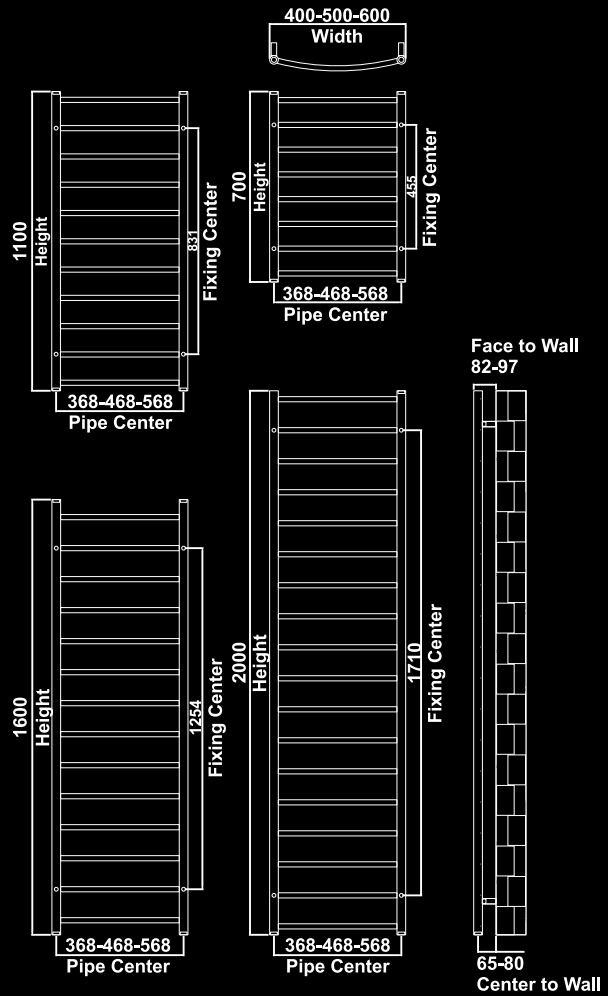 400-500-600
Width
1100
Height
831
Fixing Center
368-468-568
Pipe Center
700
Height
455
Fixing Center
368-468-568
Pipe Center
Face to Wall
82-97
1600
Height
1254
Fixing Center
368-468-568
Pipe Center
2000
Height
1710
Fixing Center
368-468-568
Pipe Center
65-80
Center to Wall